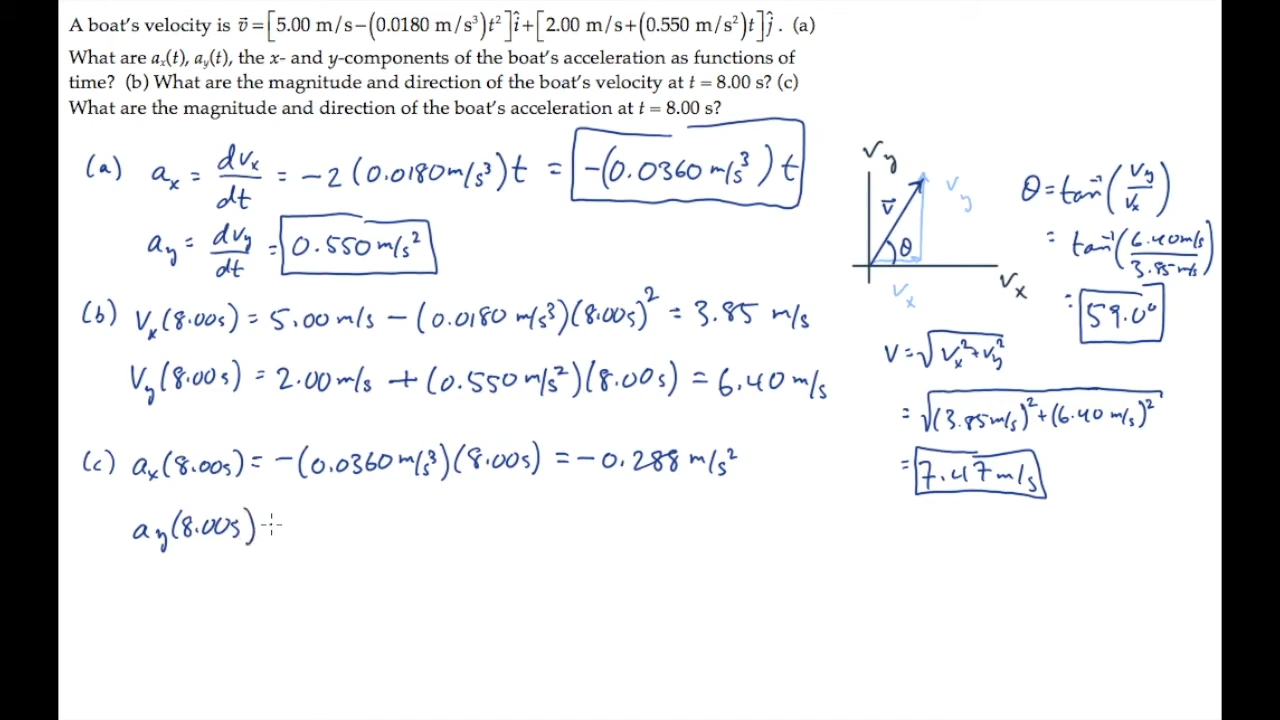 A boat's velocity is v⃗ = [5.00 m/s−(0.0180 m/s³)t²]î+[2.00 m/s+(0.550 m/s²)t]ĵ. (a)
What are aₓ(t), a_y(t), the x- and y-components of the boat's acceleration as functions of
time? (b) What are the magnitude and direction of the boat's velocity at t = 8.00 s? (c)
What are the magnitude and direction of the boat's acceleration at t = 8.00 s?
(a) aₓ = dvₓ/dt = −2 (0.0180 m/s³) t = −(0.0360 m/s³) t
a_y = dv_y/dt = 0.550 m/s²
(b) Vₓ(8.00s) = 5.00 m/s − (0.0180 m/s³)(8.00s)² = 3.85 m/s
V_y(8.00s) = 2.00 m/s + (0.550 m/s²)(8.00s) = 6.40 m/s
(c) aₓ(8.00s) = −(0.0360 m/s³)(8.00s) = −0.288 m/s²
a_y(8.00s) −
V_y
v⃗
V_y
θ
Vₓ
Vₓ
θ = tan⁻¹(V_y/Vₓ)
= tan⁻¹(6.40 m/s / 3.85 m/s)
= 59.0°
V = √(Vₓ² + V_y²)
= √((3.85 m/s)² + (6.40 m/s)²)
= 7.47 m/s